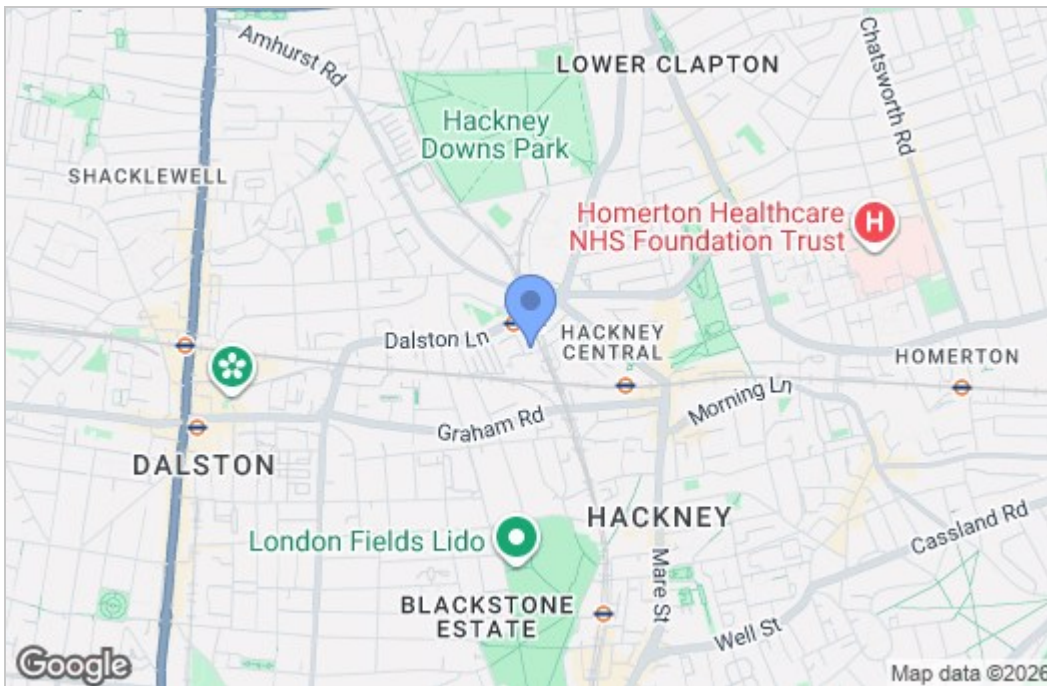 Amhurst Rd
LOWER CLAPTON
Chatsworth Rd
Hackney
Downs Park
SHACKLEWELL
Homerton Healthcare
NHS Foundation Trust
H
Dalston Ln
HACKNEY
CENTRAL
HOMERTON
Morning Ln
Graham Rd
DALSTON
HACKNEY
London Fields Lido
Cassland Rd
Mare St
BLACKSTONE
ESTATE
Well St
Google
Map data ©2026